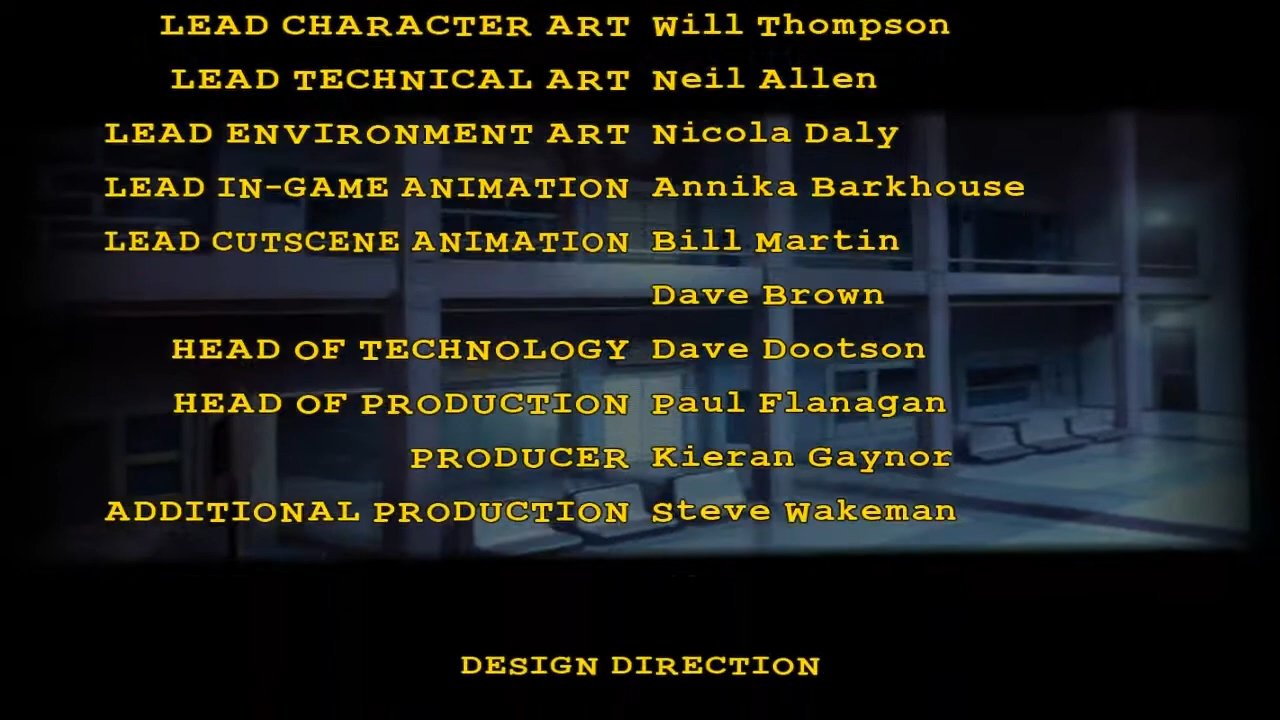 LEAD CHARACTER ART Will Thompson
LEAD TECHNICAL ART Neil Allen
LEAD ENVIRONMENT ART Nicola Daly
LEAD IN-GAME ANIMATION Annika Barkhouse
LEAD CUTSCENE ANIMATION Bill Martin
Dave Brown
HEAD OF TECHNOLOGY Dave Dootson
HEAD OF PRODUCTION Paul Flanagan
PRODUCER Kieran Gaynor
ADDITIONAL PRODUCTION Steve Wakeman
DESIGN DIRECTION